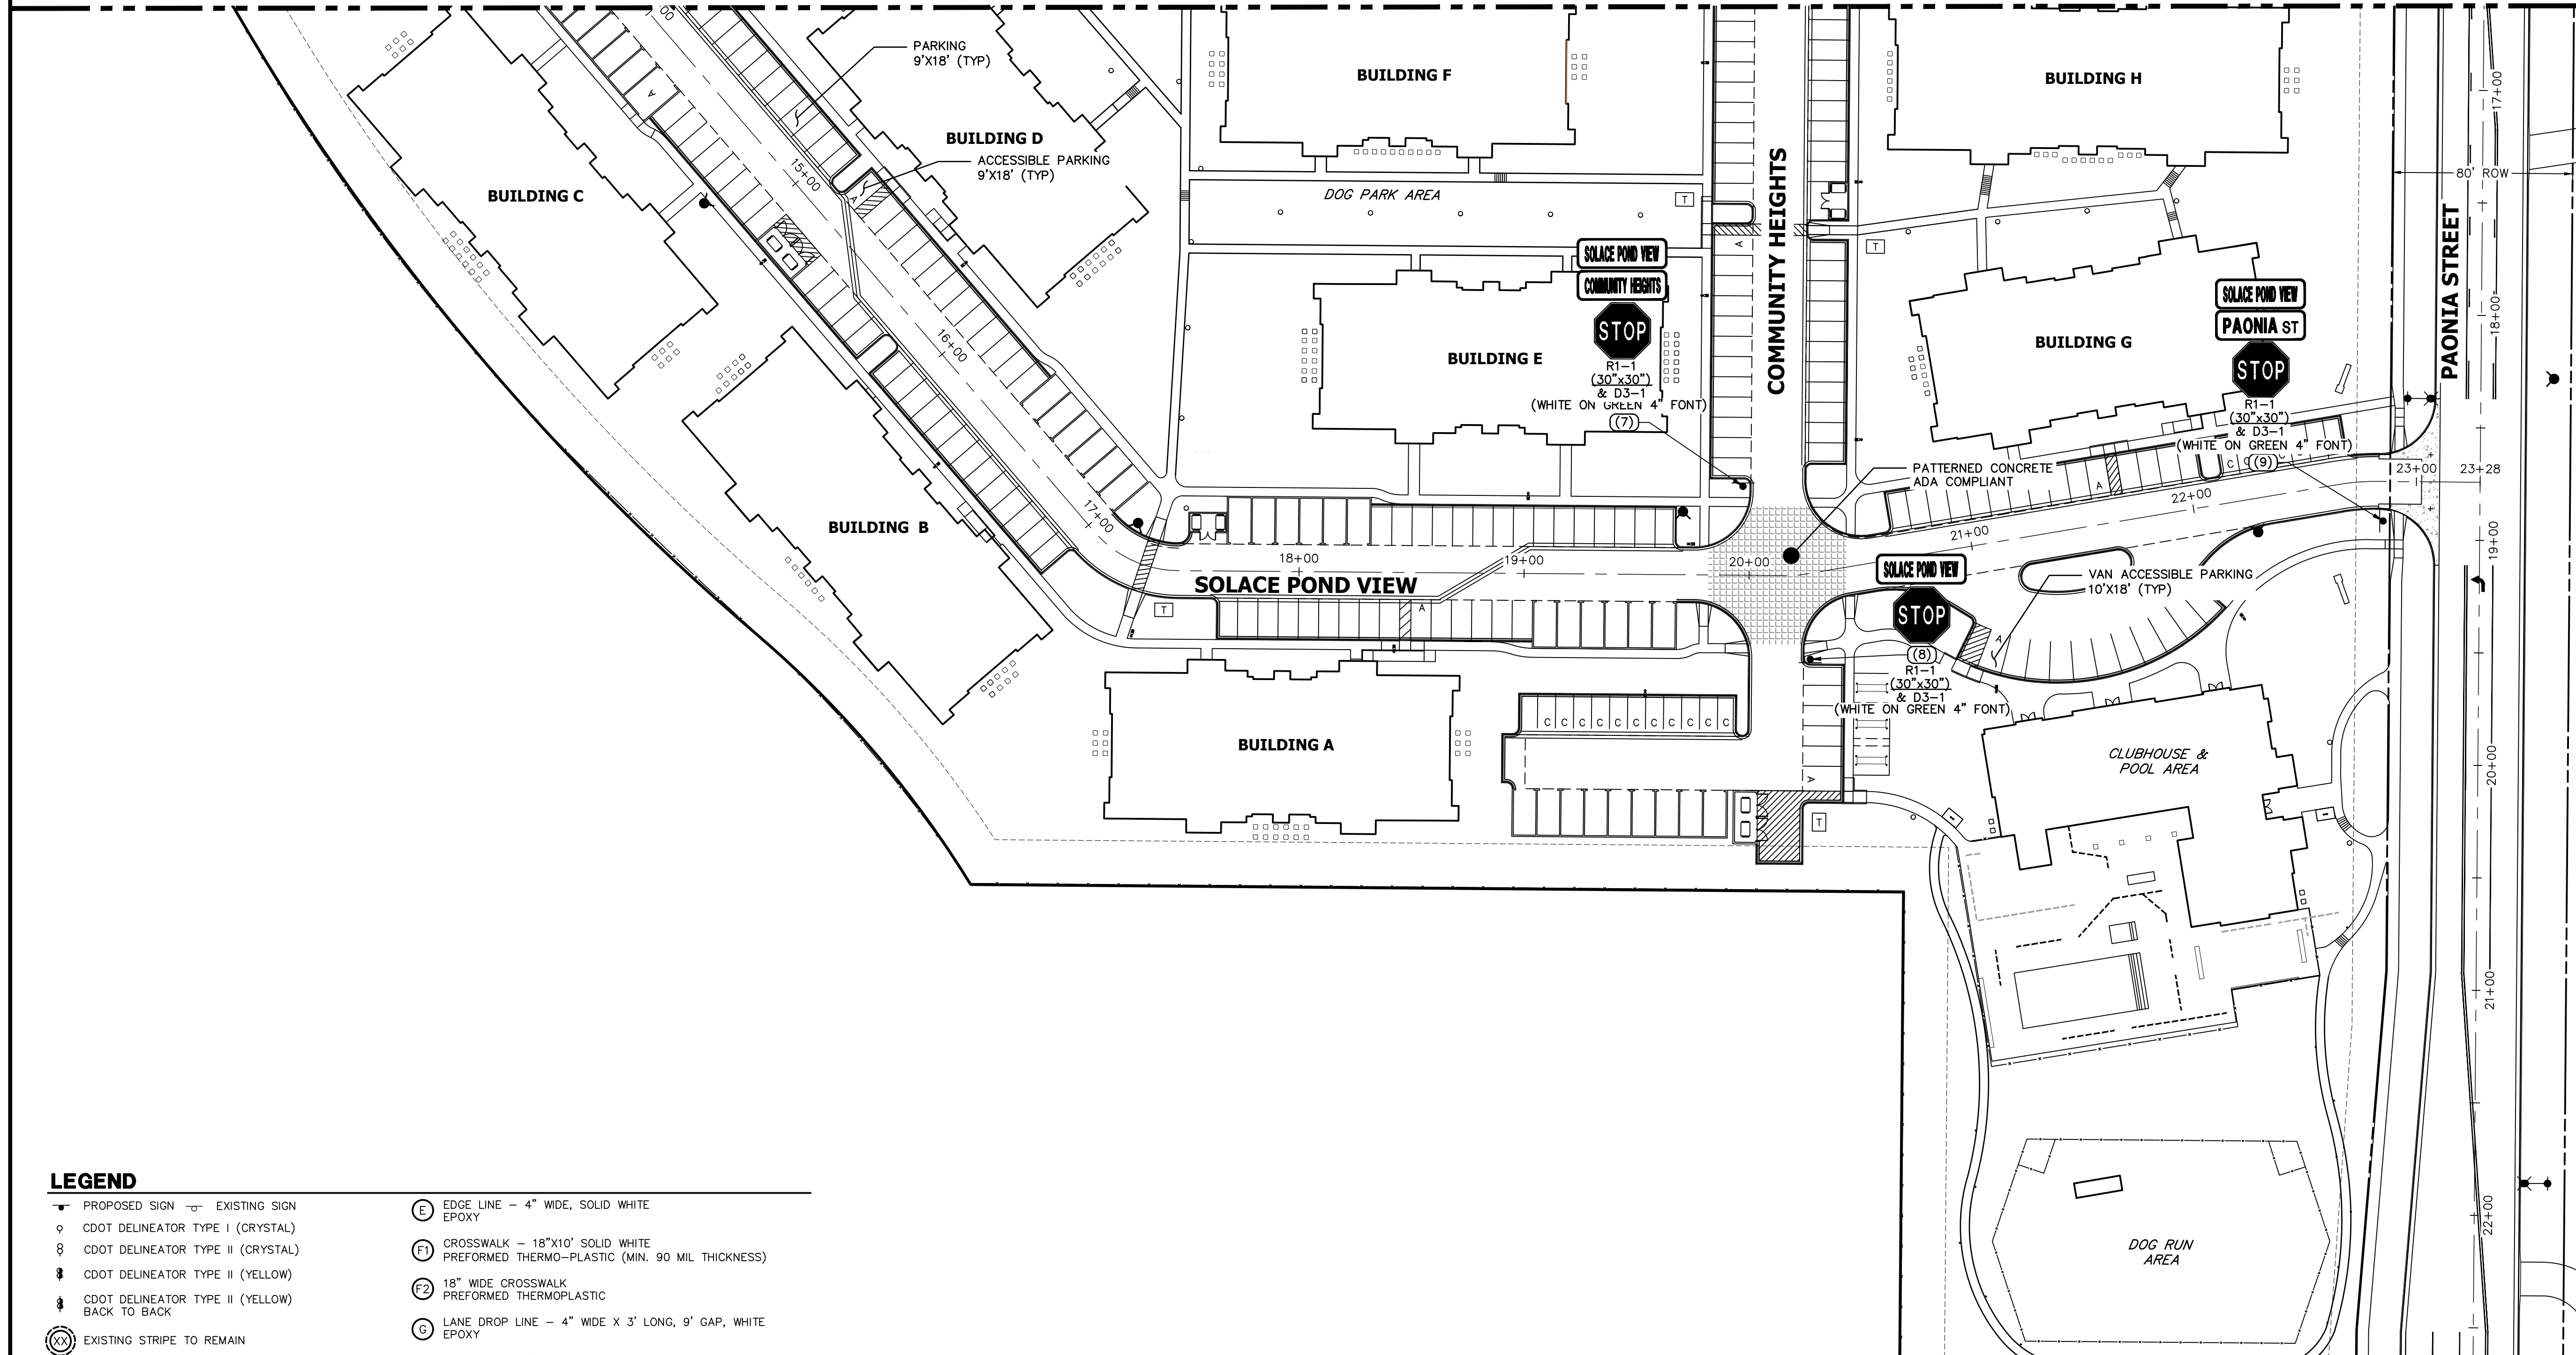 PARKING
9'X18' (TYP)
BUILDING F
BUILDING H
17+00
BUILDING D
ACCESSIBLE PARKING
9'X18' (TYP)
15+00
A
A
BUILDING C
DOG PARK AREA
T
COMMUNITY HEIGHTS
80' ROW
PAONIA STREET
A
T
SOLACE POND VIEW
COMMUNITY HEIGHTS
STOP
R1-1
(30"x30")
& D3-1
(WHITE ON GREEN 4" FONT)
(7)
SOLACE POND VIEW
PAONIA ST
STOP
R1-1
(30"x30")
& D3-1
(WHITE ON GREEN 4" FONT)
(9)
18+00
16+00
BUILDING E
BUILDING G
PATTERNED CONCRETE
ADA COMPLIANT
C
A
23+00
23+28
22+00
21+00
19+00
BUILDING B
17+00
18+00
19+00
20+00
SOLACE POND VIEW
T
A
SOLACE POND VIEW
STOP
(8)
R1-1
(30"x30")
& D3-1
(WHITE ON GREEN 4" FONT)
VAN ACCESSIBLE PARKING
10'X18' (TYP)
A
BUILDING A
C C C C C C C C C C C
A
T
CLUBHOUSE &
POOL AREA
20+00
21+00
22+00
DOG RUN
AREA
LEGEND
PROPOSED SIGN
EXISTING SIGN
CDOT DELINEATOR TYPE I (CRYSTAL)
CDOT DELINEATOR TYPE II (CRYSTAL)
CDOT DELINEATOR TYPE II (YELLOW)
CDOT DELINEATOR TYPE II (YELLOW)
BACK TO BACK
XX EXISTING STRIPE TO REMAIN
E EDGE LINE – 4" WIDE, SOLID WHITE
EPOXY
F1 CROSSWALK – 18"X10' SOLID WHITE
PREFORMED THERMO-PLASTIC (MIN. 90 MIL THICKNESS)
F2 18" WIDE CROSSWALK
PREFORMED THERMOPLASTIC
G LANE DROP LINE – 4" WIDE X 3' LONG, 9' GAP, WHITE
EPOXY